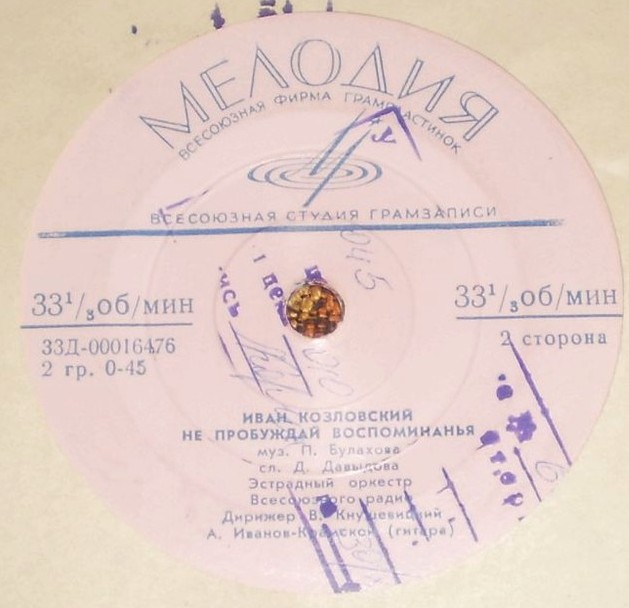 МЕЛОДИЯ
ВСЕСОЮЗНАЯ ФИРМА ГРАМПЛАСТИНОК
ВСЕСОЮЗНАЯ СТУДИЯ ГРАМЗАПИСИ
33¹/₃об/мин
33¹/₃об/мин
33Д-00016476
2 гр. 0-45
2 сторона
ИВАН КОЗЛОВСКИЙ
НЕ ПРОБУЖДАЙ ВОСПОМИНАНЬЯ
муз. П. Булахова
сл. Д. Давыдова
Эстрадный оркестр
Всесоюзного радио
Дирижер В. Кнушевицкий
А. Иванов-Крамской (гитара)